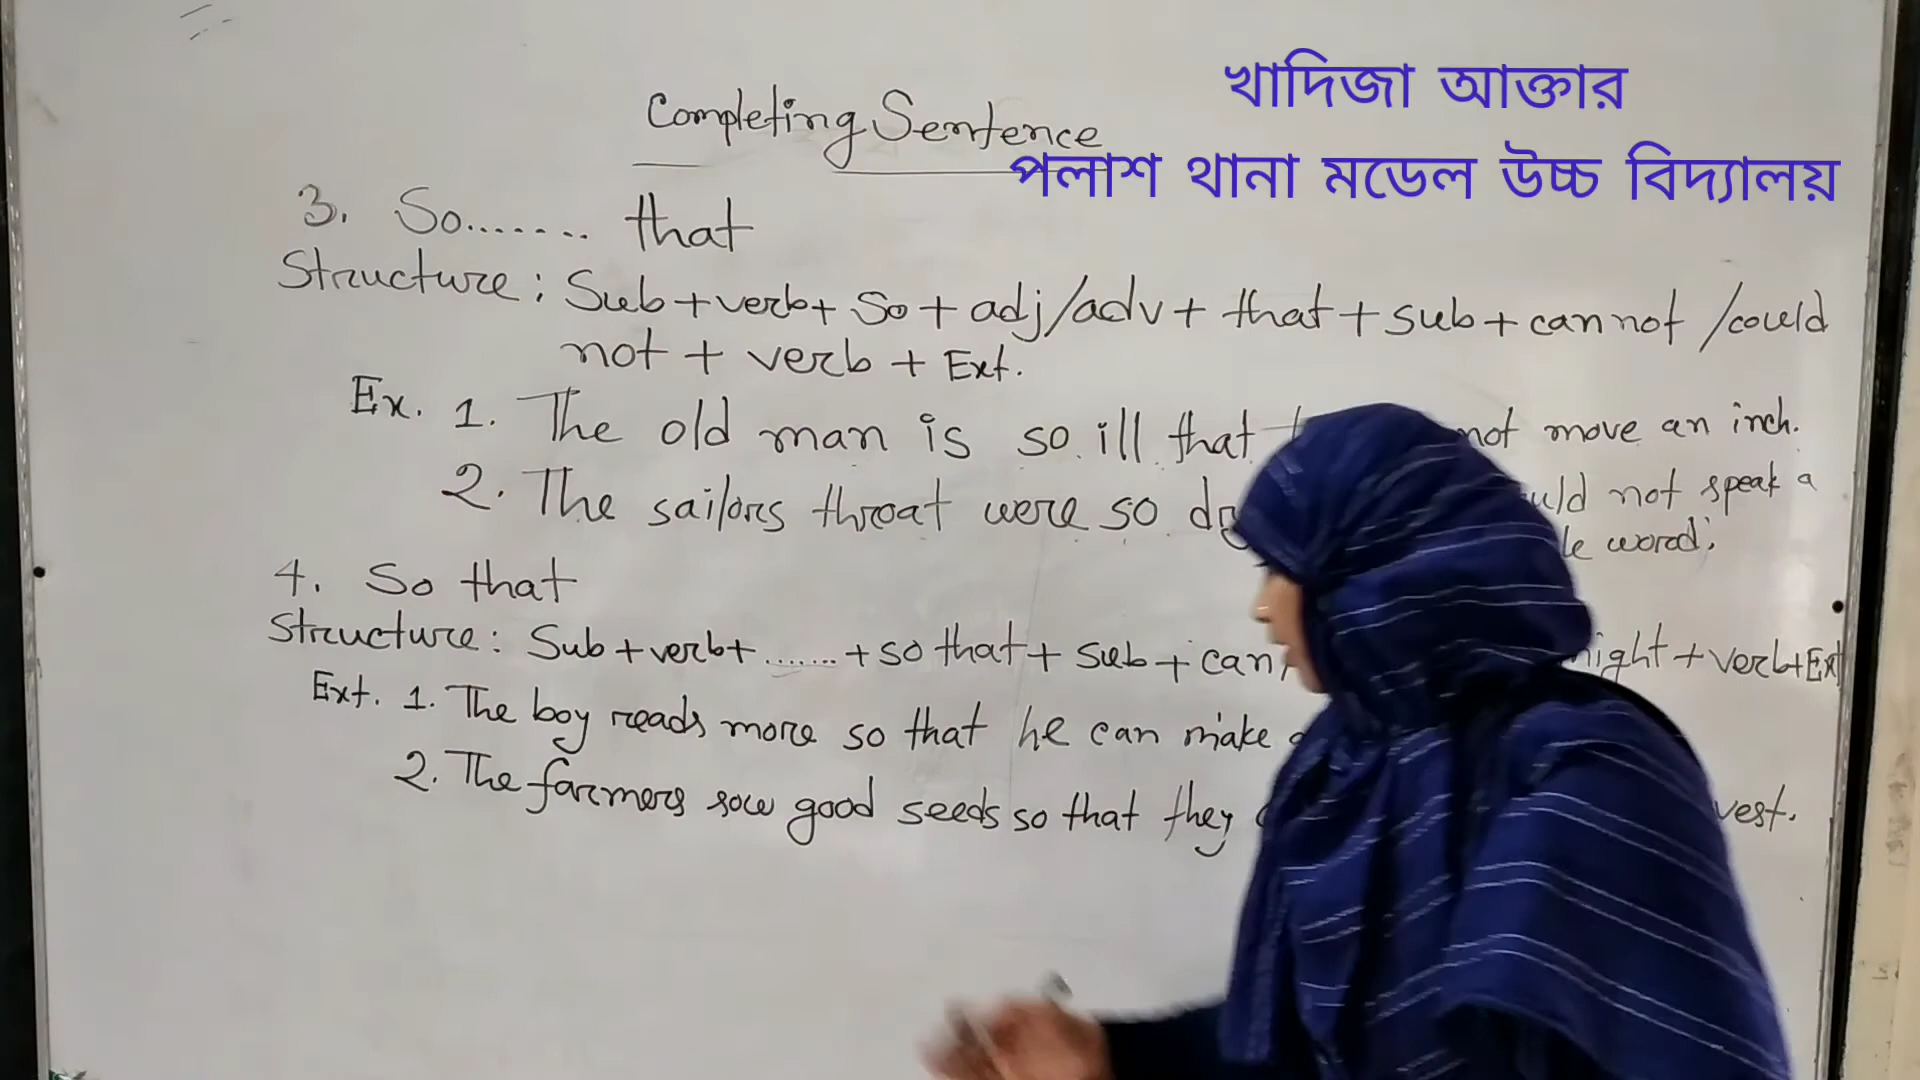 খাদিজা আক্তার
পলাশ থানা মডেল উচ্চ বিদ্যালয়
Completing Sentence
3. So....... that
Structure : Sub + verb + So + adj/adv + that + sub + can not /could
not + verb + Ext.
Ex. 1. The old man is so ill that not move an inch.
2. The sailors throat were so not speak a
word.
4. So that
Structure : Sub + verb + ....... + so that + sub + can + verb + Ext
Ext. 1. The boy reads more so that he can make
2. The farmers sow good seeds so that they